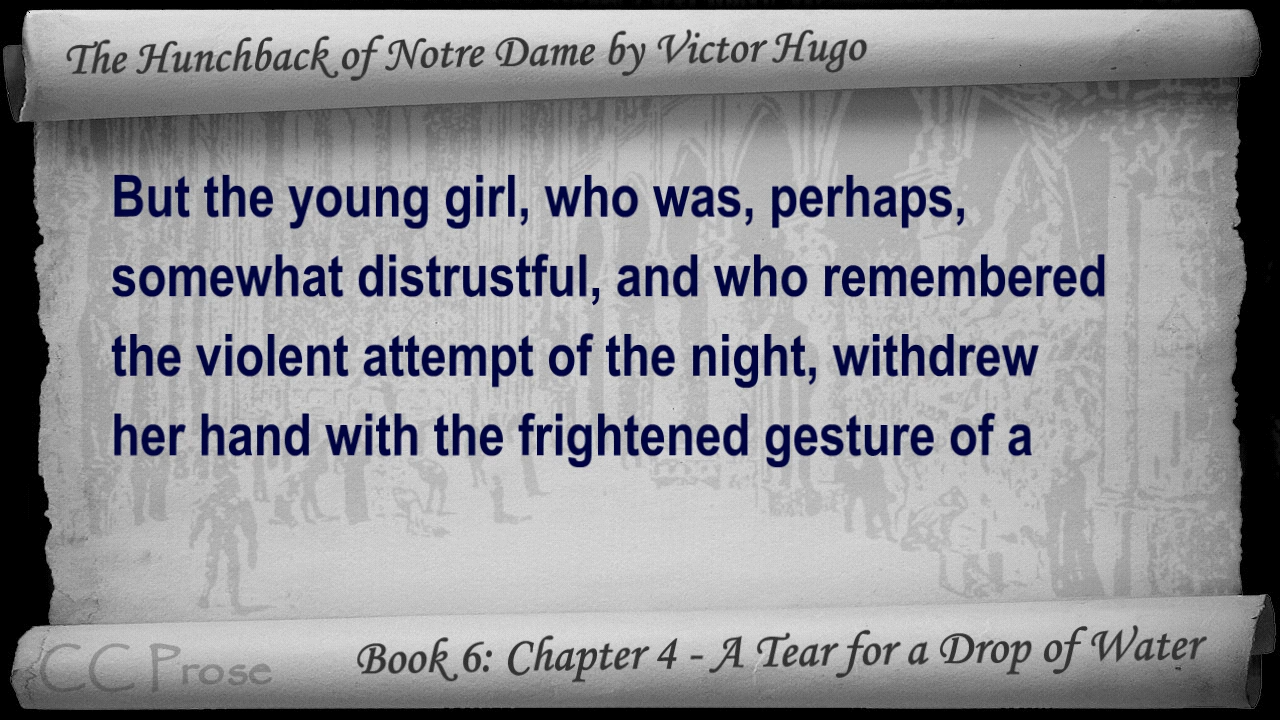 The Hunchback of Notre Dame by Victor Hugo
But the young girl, who was, perhaps,
somewhat distrustful, and who remembered
the violent attempt of the night, withdrew
her hand with the frightened gesture of a
CC Prose
Book 6: Chapter 4 - A Tear for a Drop of Water